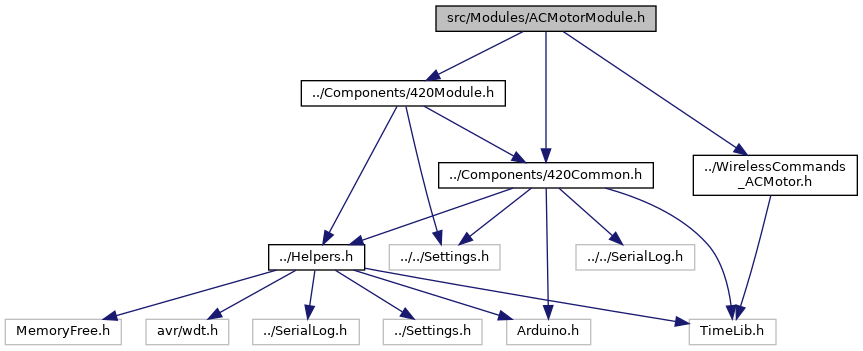 src/Modules/ACMotorModule.h
../Components/420Module.h
../Components/420Common.h
../WirelessCommands
_ACMotor.h
../Helpers.h
../../Settings.h
../../SerialLog.h
MemoryFree.h
avr/wdt.h
../SerialLog.h
../Settings.h
Arduino.h
TimeLib.h